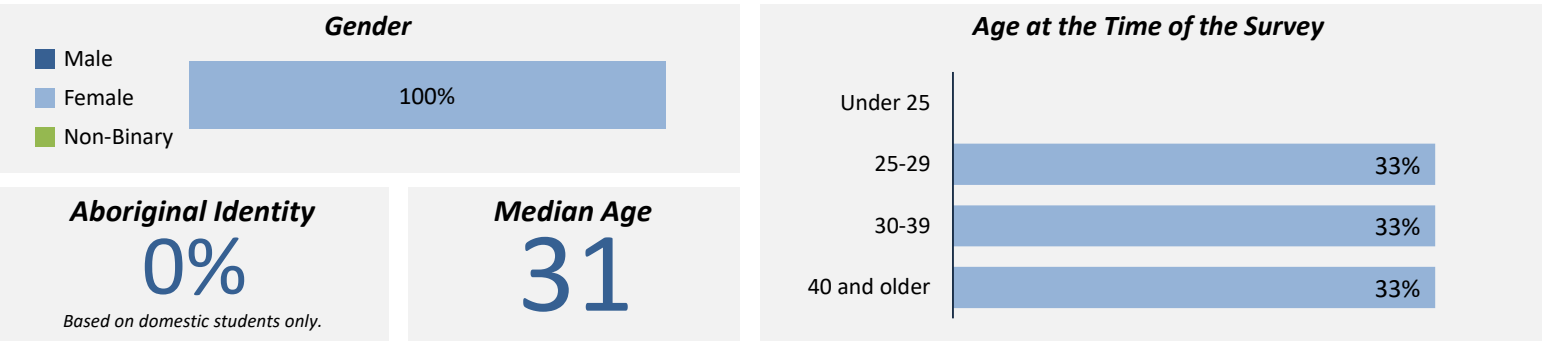 Gender
Male
Female
Non-Binary
100%
Aboriginal Identity
0%
Based on domestic students only.
Median Age
31
Age at the Time of the Survey
Under 25
25-29
33%
30-39
33%
40 and older
33%